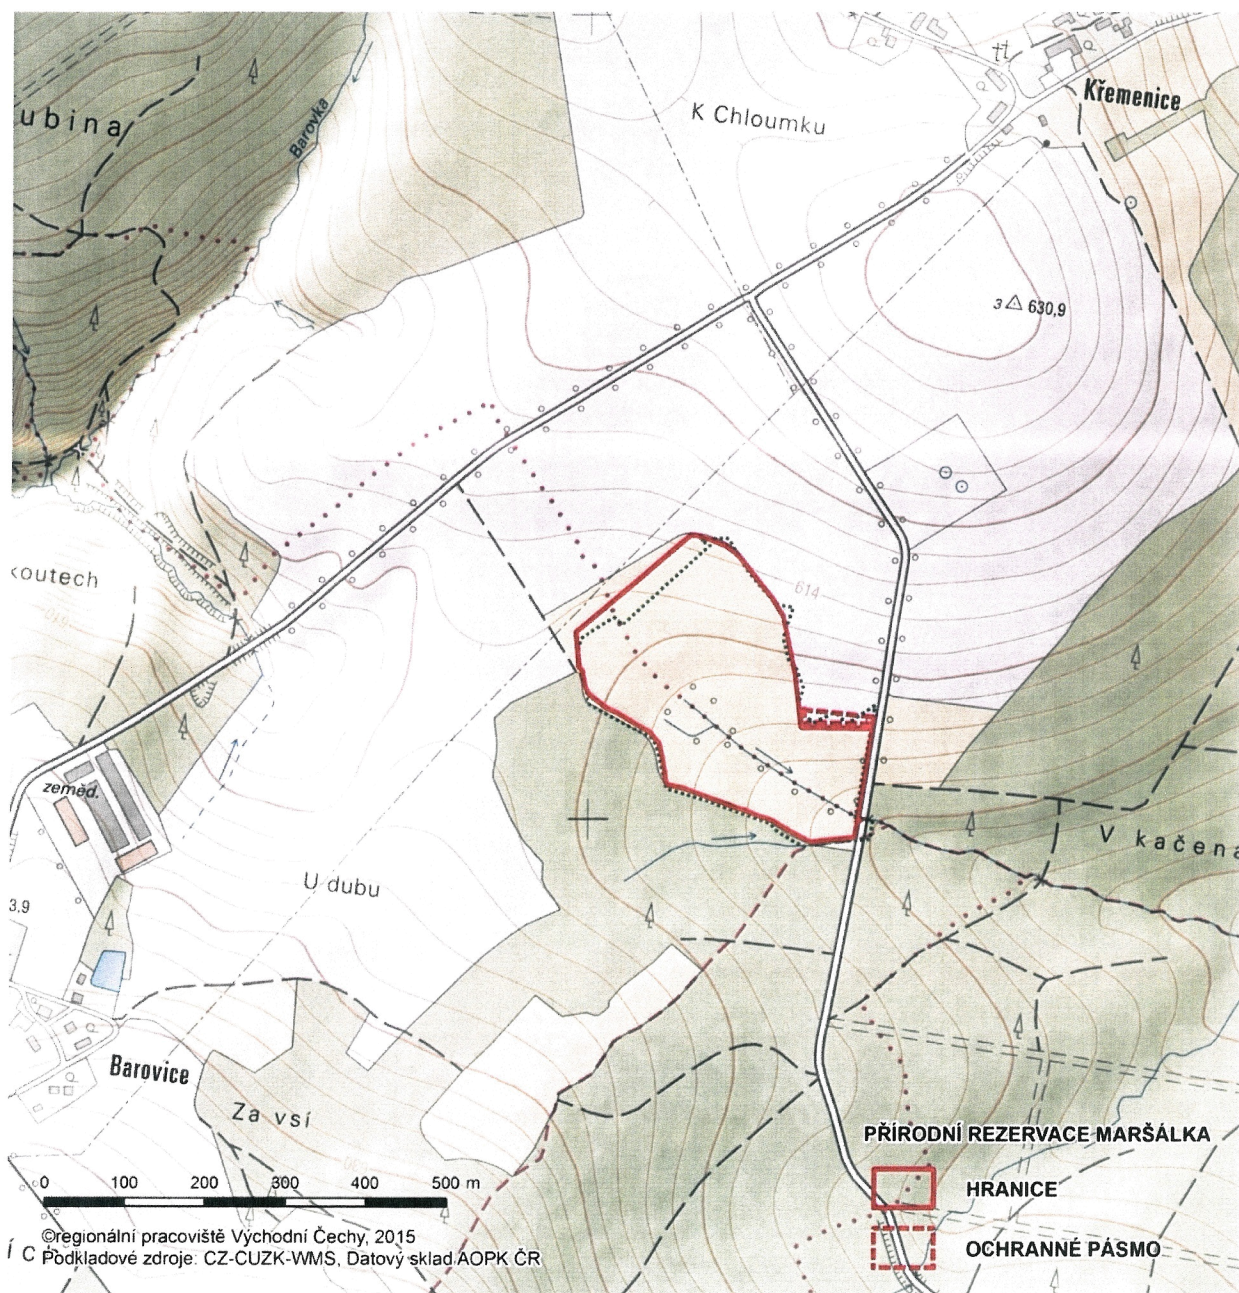 ubina
Barovka
K Chloumku
Křemenice
3 630,9
koutech
614
zeměd.
V kačená
U dubu
3,9
Barovice
Za vsí
PŘÍRODNÍ REZERVACE MARŠÁLKA
HRANICE
OCHRANNÉ PÁSMO
0 100 200 300 400 500 m
©regionální pracoviště Východní Čechy, 2015
Podkladové zdroje: CZ-CUZK-WMS, Datový sklad AOPK ČR